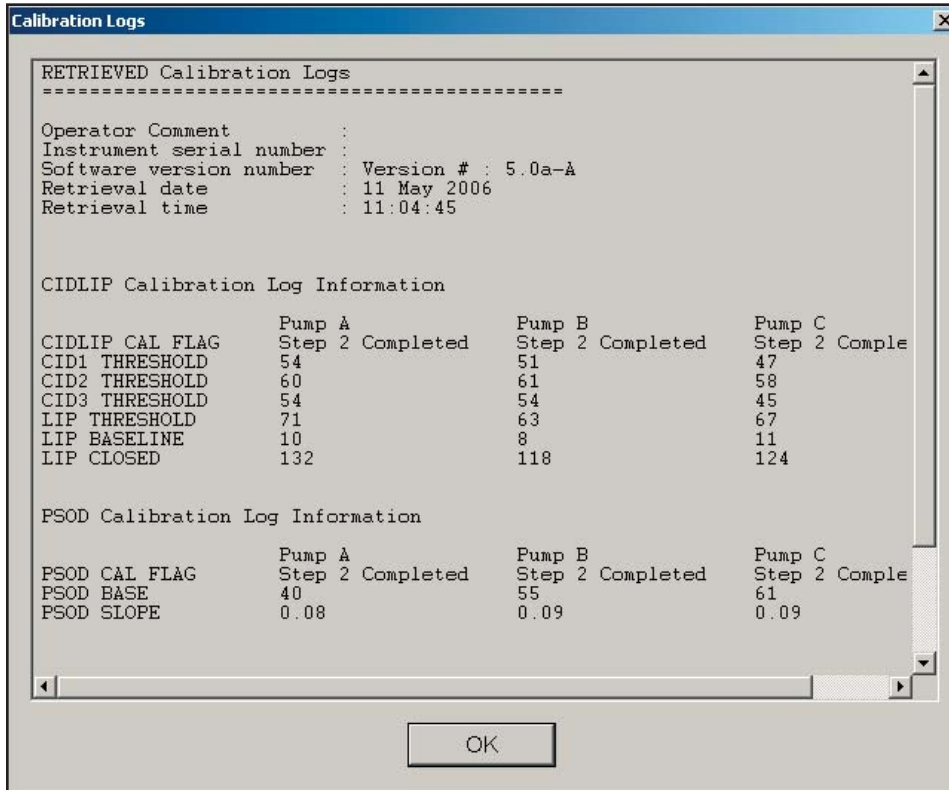 Calibration Logs
RETRIEVED Calibration Logs
============================================
Operator Comment :
Instrument serial number :
Software version number : Version # : 5.0a-A
Retrieval date : 11 May 2006
Retrieval time : 11:04:45
CIDLIP Calibration Log Information
Pump A Pump B Pump C
CIDLIP CAL FLAG Step 2 Completed Step 2 Completed Step 2 Comple
CID1 THRESHOLD 54 51 47
CID2 THRESHOLD 60 61 58
CID3 THRESHOLD 54 54 45
LIP THRESHOLD 71 63 67
LIP BASELINE 10 8 11
LIP CLOSED 132 118 124
PSOD Calibration Log Information
Pump A Pump B Pump C
PSOD CAL FLAG Step 2 Completed Step 2 Completed Step 2 Comple
PSOD BASE 40 55 61
PSOD SLOPE 0.08 0.09 0.09
OK